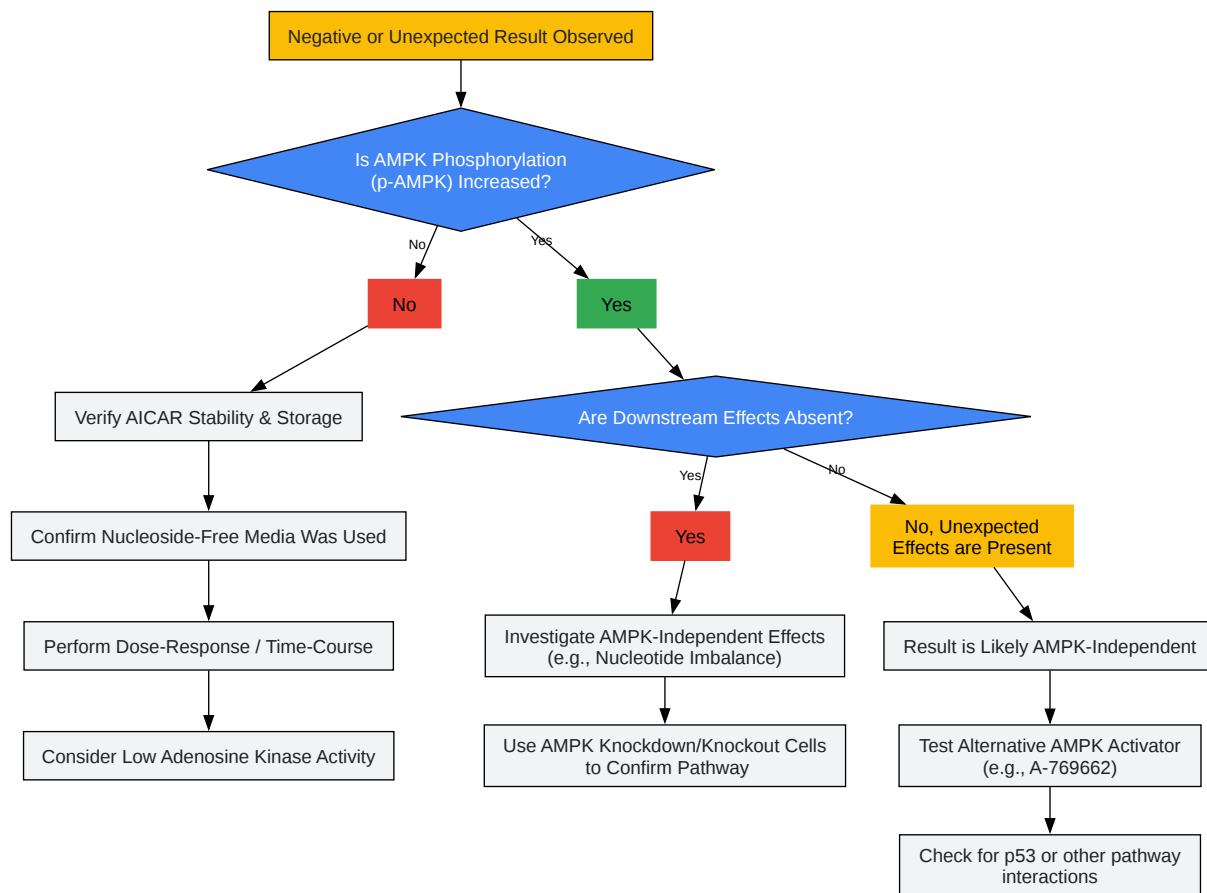 Negative or Unexpected Result Observed
Is AMPK Phosphorylation
(p-AMPK) Increased?
No
Yes
No
Yes
Verify AICAR Stability & Storage
Are Downstream Effects Absent?
Confirm Nucleoside-Free Media Was Used
Yes
No
Yes
No, Unexpected
Effects are Present
Perform Dose-Response / Time-Course
Investigate AMPK-Independent Effects
(e.g., Nucleotide Imbalance)
Result is Likely AMPK-Independent
Consider Low Adenosine Kinase Activity
Use AMPK Knockdown/Knockout Cells
to Confirm Pathway
Test Alternative AMPK Activator
(e.g., A-769662)
Check for p53 or other pathway
interactions